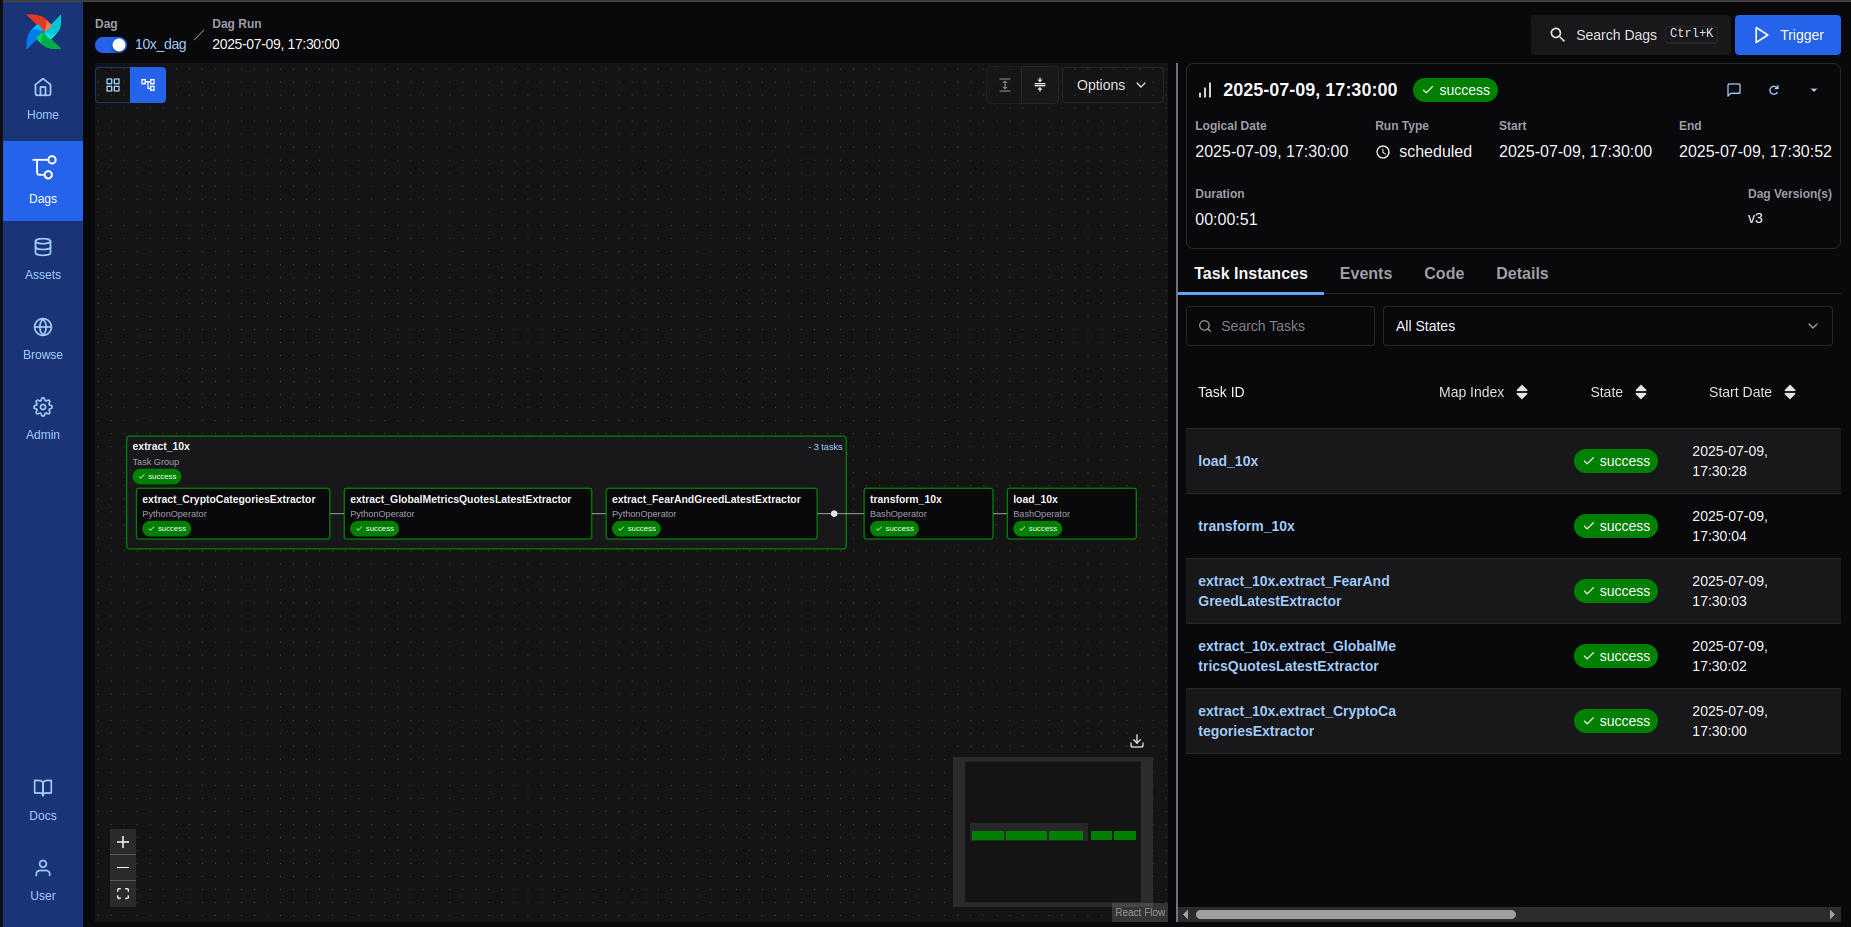 Dag
10x_dag
Dag Run
2025-07-09, 17:30:00
Search Dags Ctrl+K
Trigger
Home
Dags
Assets
Browse
Admin
Docs
User
Options
extract_10x
- 3 tasks
Task Group
success
extract_CryptoCategoriesExtractor
PythonOperator
success
extract_GlobalMetricsQuotesLatestExtractor
PythonOperator
success
extract_FearAndGreedLatestExtractor
PythonOperator
success
transform_10x
BashOperator
success
load_10x
BashOperator
success
React Flow
2025-07-09, 17:30:00 success
Logical Date Run Type Start End
2025-07-09, 17:30:00 scheduled 2025-07-09, 17:30:00 2025-07-09, 17:30:52
Duration Dag Version(s)
00:00:51 v3
Task Instances Events Code Details
Search Tasks All States
Task ID Map Index State Start Date
load_10x success 2025-07-09,
17:30:28
transform_10x success 2025-07-09,
17:30:04
extract_10x.extract_FearAnd
GreedLatestExtractor
success
2025-07-09,
17:30:03
extract_10x.extract_GlobalMe
tricsQuotesLatestExtractor
success
2025-07-09,
17:30:02
extract_10x.extract_CryptoCa
tegoriesExtractor
success
2025-07-09,
17:30:00